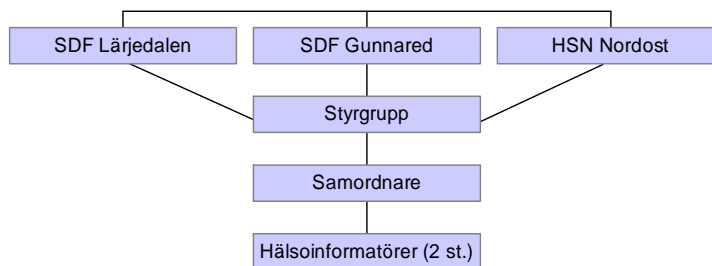 SDF Lärjedalen
SDF Gunnared
HSN Nordost
Styrgrupp
Samordnare
Hälsoinformatörer (2 st.)